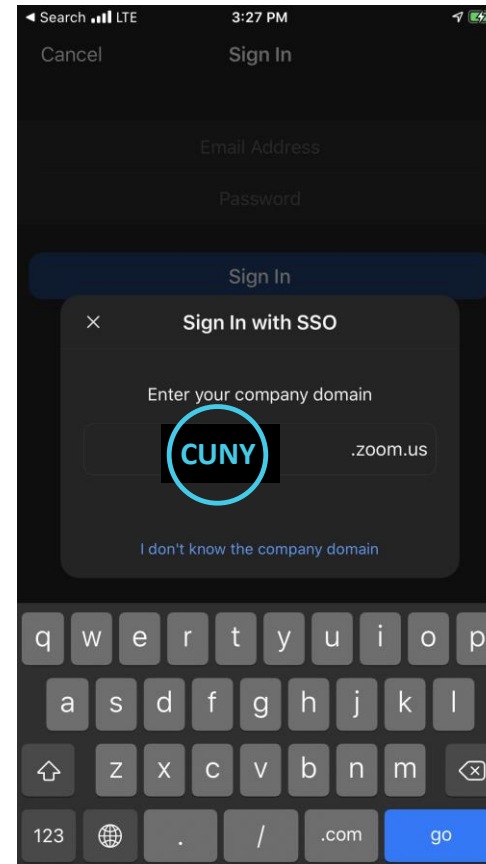 Search LTE 3:27 PM
Cancel Sign In
Email Address
Password
Sign In
Sign In with SSO
Enter your company domain
CUNY .zoom.us
I don't know the company domain
q w e r t y u i o p
a s d f g h j k l
z x c v b n m
123 . / .com go